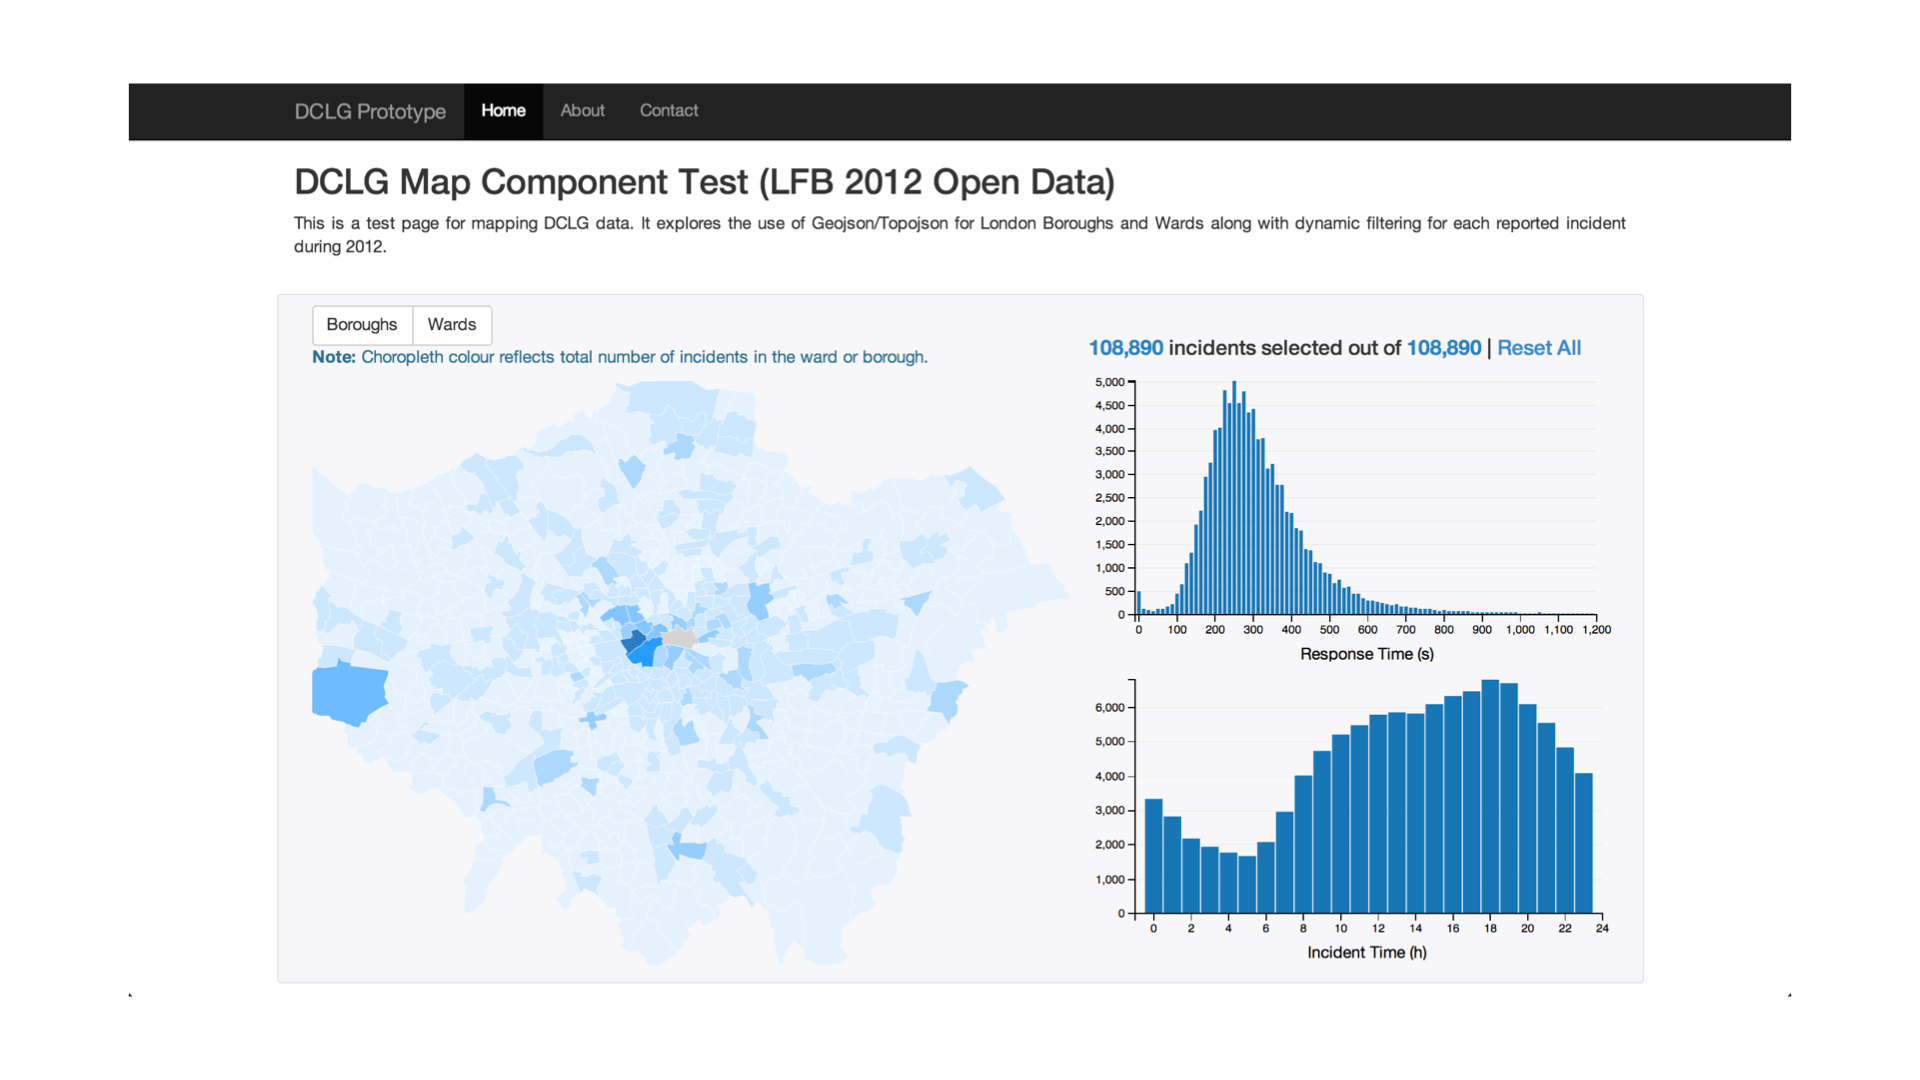 DCLG Prototype Home About Contact
DCLG Map Component Test (LFB 2012 Open Data)
This is a test page for mapping DCLG data. It explores the use of Geojson/Topojson for London Boroughs and Wards along with dynamic filtering for each reported incident
during 2012.
Boroughs Wards
Note: Choropleth colour reflects total number of incidents in the ward or borough.
108,890 incidents selected out of 108,890 | Reset All
5,000
4,500
4,000
3,500
3,000
2,500
2,000
1,500
1,000
500
0
0 100 200 300 400 500 600 700 800 900 1,000 1,100 1,200
Response Time (s)
6,000
5,000
4,000
3,000
2,000
1,000
0
0 2 4 6 8 10 12 14 16 18 20 22 24
Incident Time (h)